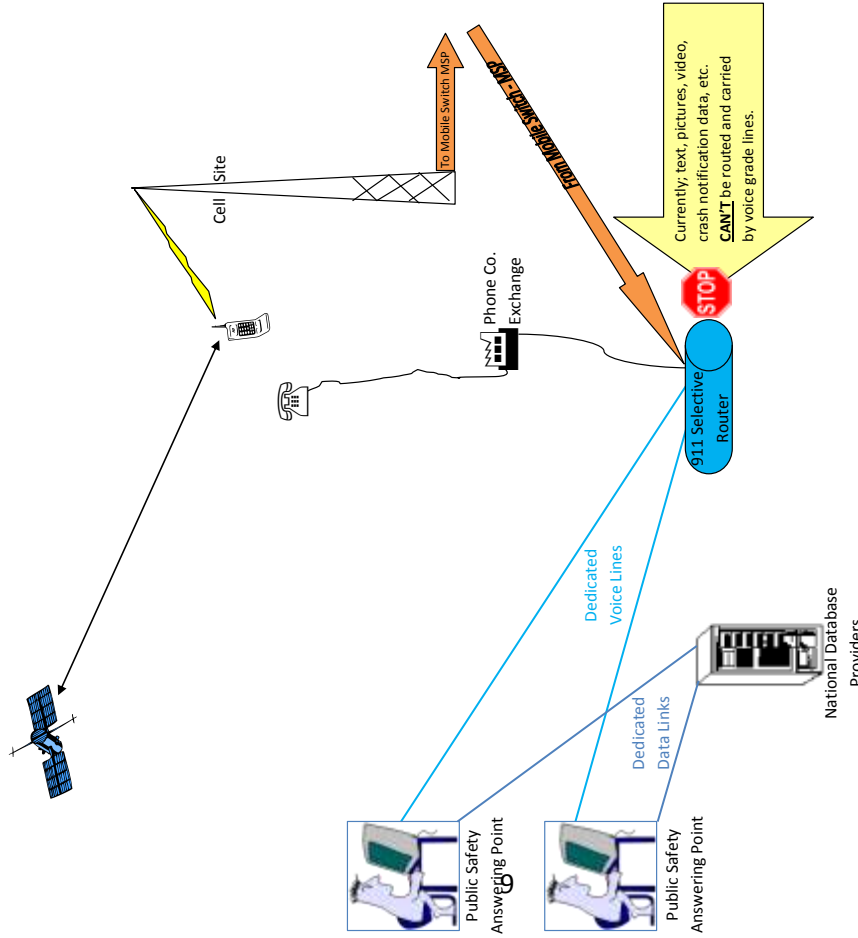 Cell Site
To Mobile Switch MSP
From Mobile Switch - MSP
Phone Co.
Exchange
Currently; text, pictures, video,
crash notification data, etc.
CAN'T be routed and carried
by voice grade lines.
STOP
911 Selective
Router
Dedicated
Voice Lines
Dedicated
Data Links
National Database
Providers
Public Safety
Answering Point
Public Safety
Answering Point
9